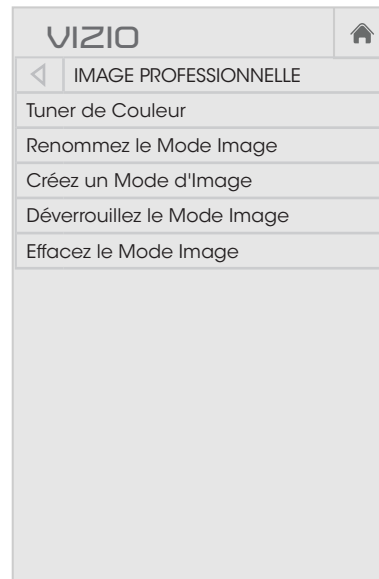 VIZIO
IMAGE PROFESSIONNELLE
Tuner de Couleur
Renommez le Mode Image
Créez un Mode d'Image
Déverrouillez le Mode Image
Effacez le Mode Image